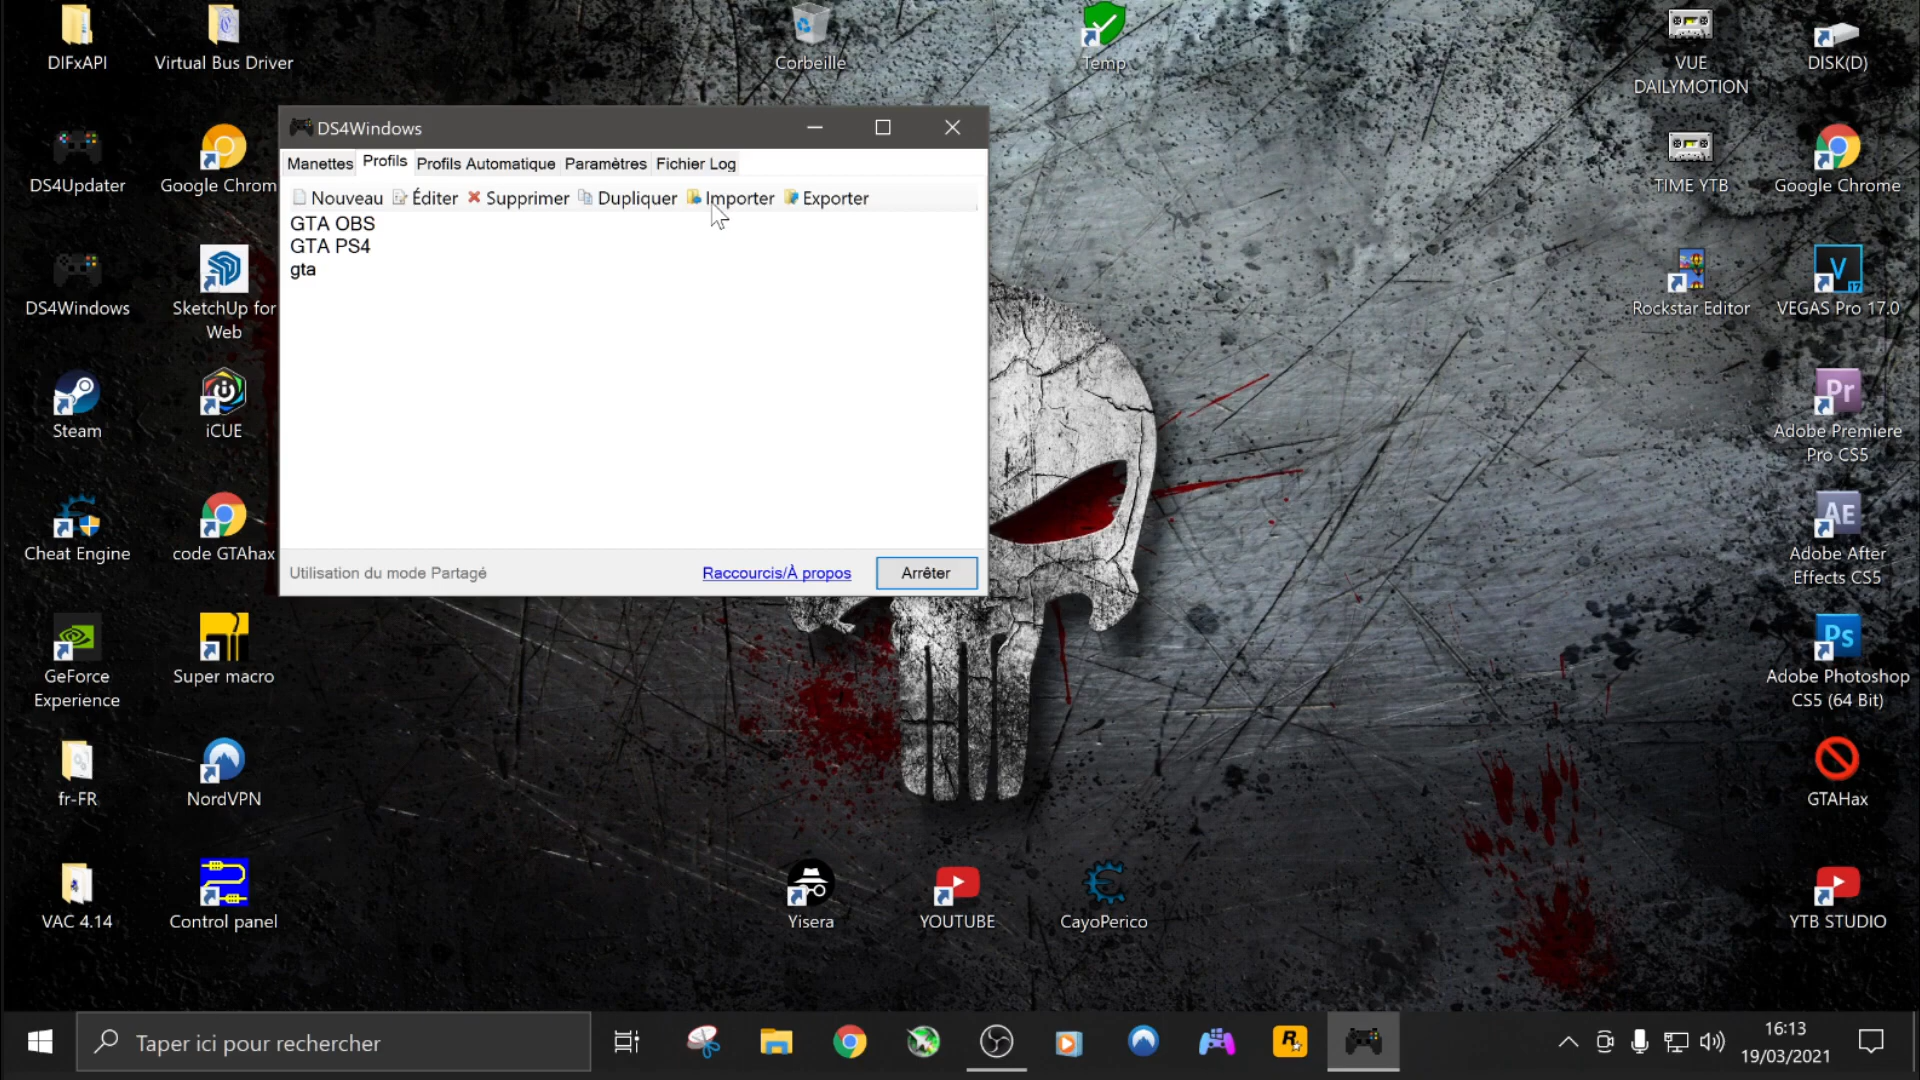 DIFxAPI
Virtual Bus Driver
Corbeille
Temp
VUE
DAILYMOTION
DISK(D)
DS4Windows
Manettes Profils Profils Automatique Paramètres Fichier Log
Nouveau Éditer Supprimer Dupliquer Importer Exporter
GTA OBS
GTA PS4
gta
Utilisation du mode Partagé
Raccourcis/À propos
Arrêter
DS4Updater
Google Chrom
TIME YTB
Google Chrome
DS4Windows
SketchUp for
Web
Rockstar Editor
VEGAS Pro 17.0
V
17
Steam
iCUE
Pr
Adobe Premiere
Pro CS5
Cheat Engine
code GTAhax
AE
Adobe After
Effects CS5
GeForce
Experience
Super macro
Ps
Adobe Photoshop
CS5 (64 Bit)
fr-FR
NordVPN
GTAHax
VAC 4.14
Control panel
Yisera
YOUTUBE
CayoPerico
YTB STUDIO
Taper ici pour rechercher
R
16:13
19/03/2021